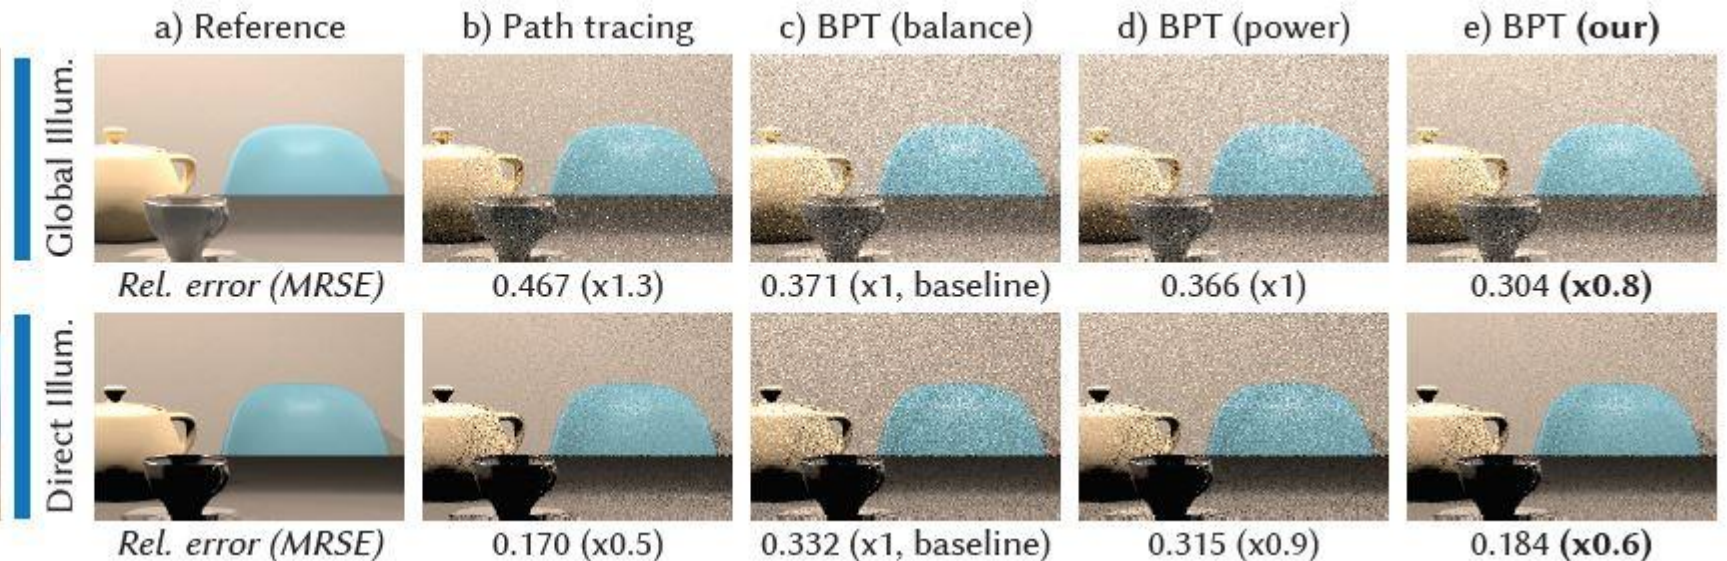 a) Reference b) Path tracing c) BPT (balance) d) BPT (power) e) BPT (our)
Global Illum.
Rel. error (MRSE) 0.467 (x1.3) 0.371 (x1, baseline) 0.366 (x1) 0.304 (x0.8)
Direct Illum.
Rel. error (MRSE) 0.170 (x0.5) 0.332 (x1, baseline) 0.315 (x0.9) 0.184 (x0.6)